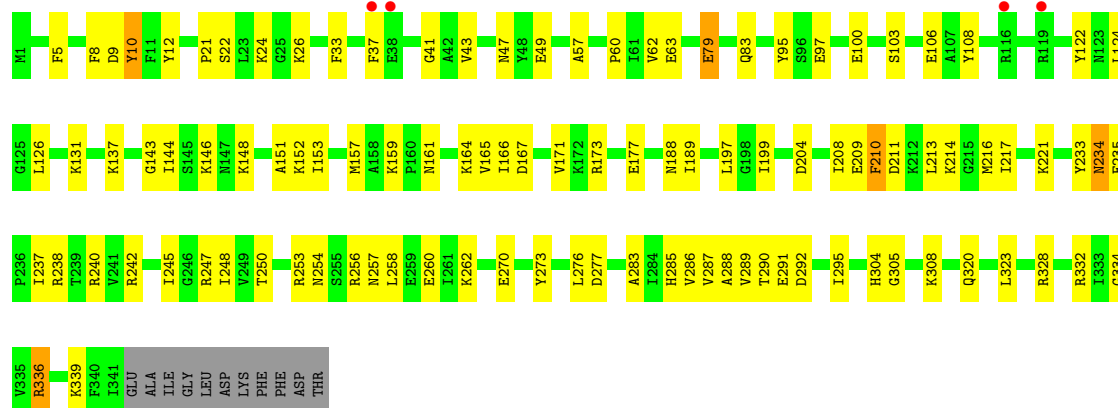 M1 F5 F8 D9 Y10 F11 Y12 P21 S22 L23 K24 G25 K26 F33 F37 E38 G41 A42 V43 N47 Y48 E49 A57 P60 I61 V62 E63 E79 Q83 Y95 S96 E97 E100 S103 E106 A107 Y108 R116 R119 Y122 N123 L124
G125 L126 K131 K137 G143 I144 S145 K146 N147 K148 A151 K152 I153 M157 A158 K159 P160 N161 K164 V165 I166 D167 V171 K172 R173 E177 N188 I189 L197 G198 I199 D204 I208 E209 F210 D211 K212 L213 K214 G215 M216 I217 K221 Y233 N234 E235
P236 I237 R238 T239 R240 V241 R242 I245 G246 R247 I248 V249 T250 R253 N254 S255 R256 N257 L258 E259 E260 I261 K262 E270 Y273 L276 D277 A283 I284 H285 V286 V287 A288 V289 T290 E291 D292 I295 H304 G305 K308 Q320 L323 R328 R332 I333 G334
V335 R336 K339 F340 I341 GLU ALA ILE GLY LEU ASP LYS PHE PHE ASP THR